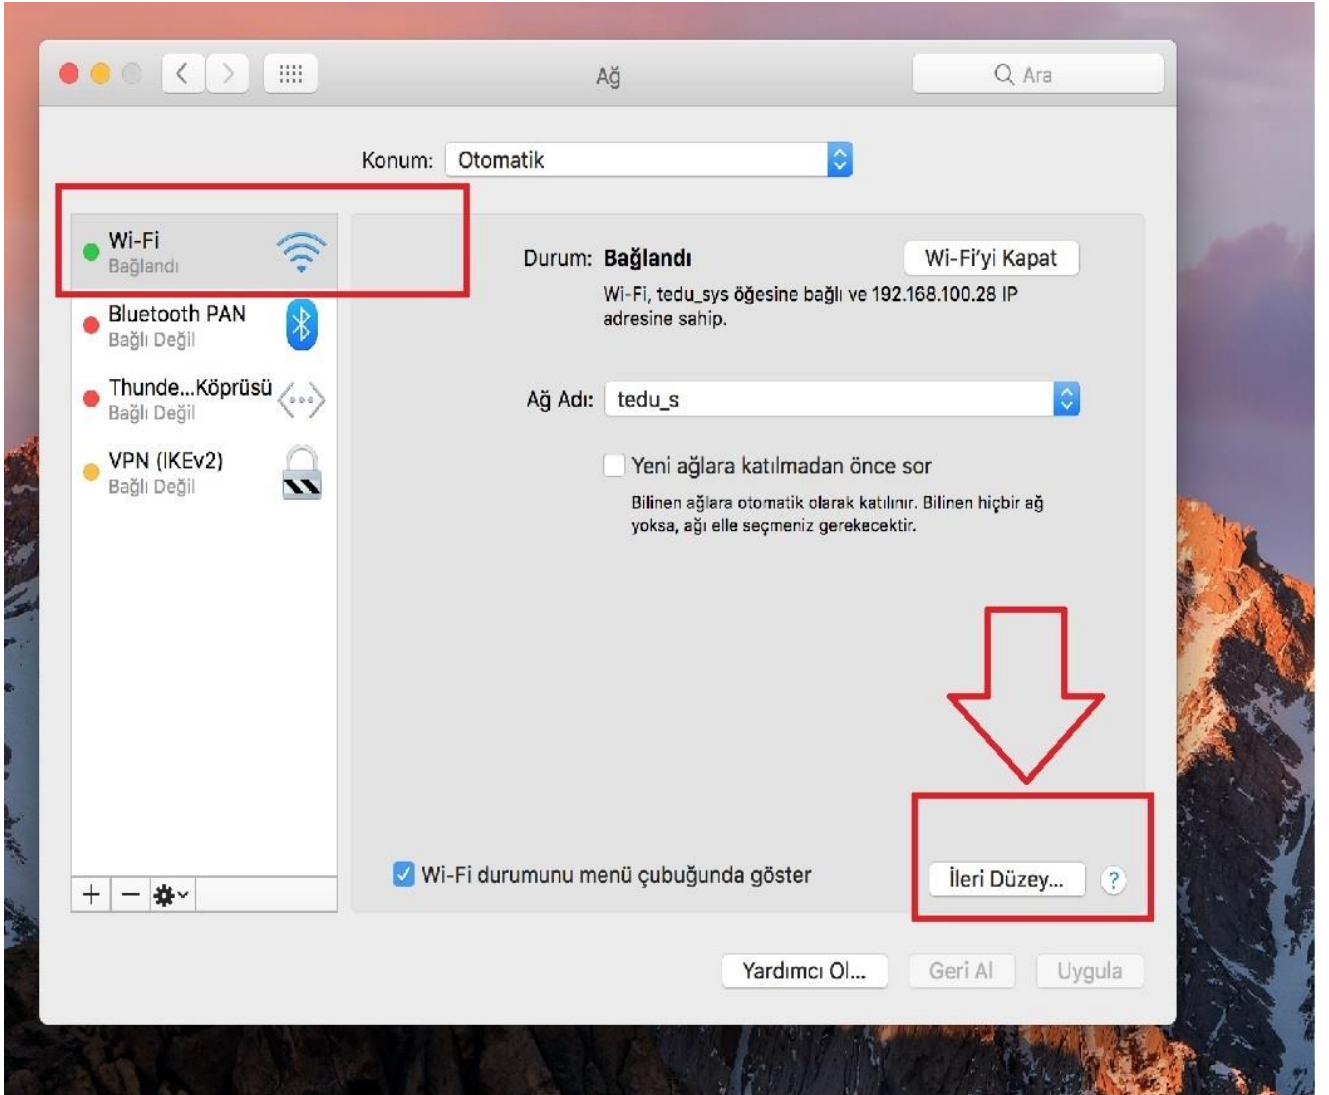 Ağ
Ara
Konum: Otomatik
Wi-Fi
Bağlandı
Bluetooth PAN
Bağlı Değil
Thunde...Köprüsü
Bağlı Değil
VPN (IKEv2)
Bağlı Değil
Durum: Bağlandı
Wi-Fi'yi Kapat
Wi-Fi, tedu_sys öğesine bağlı ve 192.168.100.28 IP
adresine sahip.
Ağ Adı: tedu_s
Yeni ağlara katılmadan önce sor
Bilinen ağlara otomatik olarak katılınır. Bilinen hiçbir ağ
yoksa, ağı elle seçmeniz gerekecektir.
Wi-Fi durumunu menü çubuğunda göster
İleri Düzey... ?
Yardımcı Ol... Geri Al Uygula